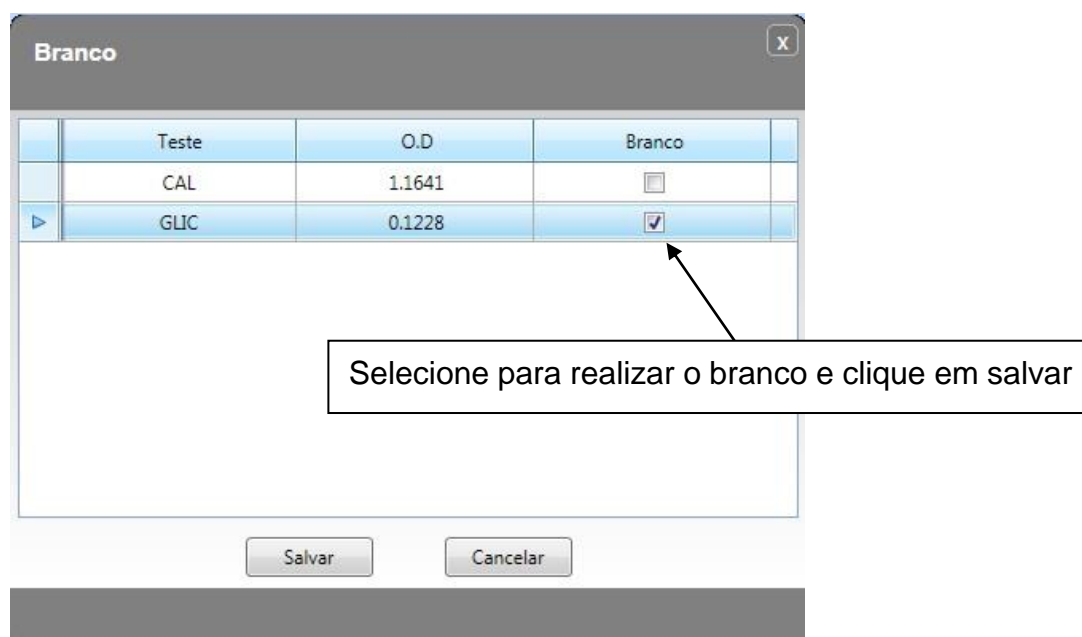 Branco
x
Teste O.D Branco
CAL 1.1641
GLIC 0.1228
Selecione para realizar o branco e clique em salvar
Salvar Cancelar